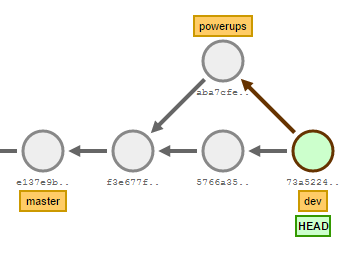 powerups
aba7cfe..
e137e9b.. f3e677f.. 5766a35.. 73a5224..
master dev
HEAD